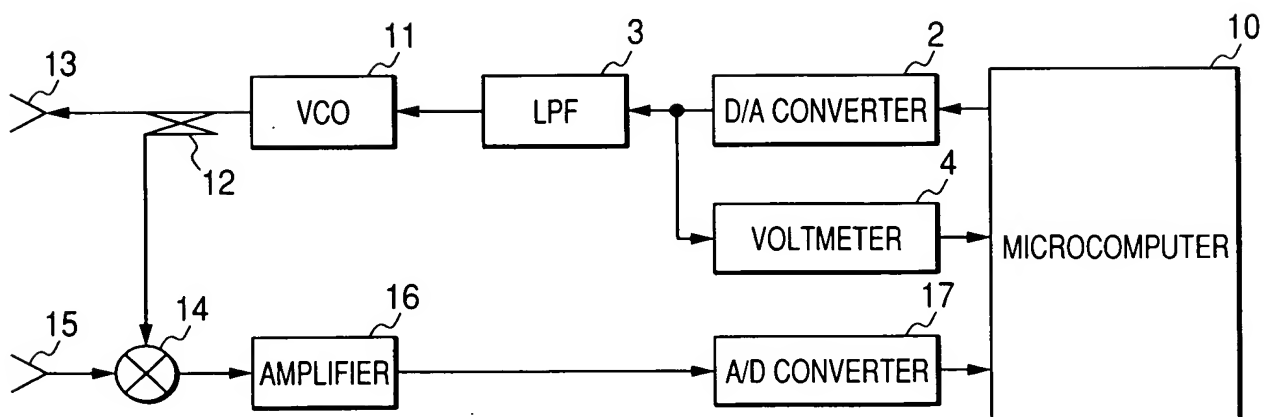 10
11
3
2
13
VCO
LPF
D/A CONVERTER
12
4
VOLTMETER
MICROCOMPUTER
15
14
16
17
AMPLIFIER
A/D CONVERTER